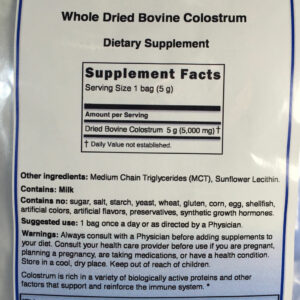 Whole Dried Bovine Colostrum
Dietary Supplement
Supplement Facts
Serving Size 1 bag (5 g)
Amount per Serving
Dried Bovine Colostrum 5 g (5,000 mg) †
† Daily Value not established.
Other ingredients: Medium Chain Triglycerides (MCT), Sunflower Lecithin.
Contains: Milk
Contains no: sugar, salt, starch, yeast, wheat, gluten, corn, egg, shellfish,
artificial colors, artificial flavors, preservatives, synthetic growth hormones.
Suggested use: 1 bag once a day or as directed by a Physician.
Warnings: Always consult with a Physician before adding supplements to
your diet. Consult your health care provider before use if you are pregnant,
planning a pregnancy, are taking medications, or have a health condition.
Store in a cool, dry place. Keep out of reach of children.
Colostrum is rich in a variety of biologically active proteins and other
factors that support and reinforce the immune system. *